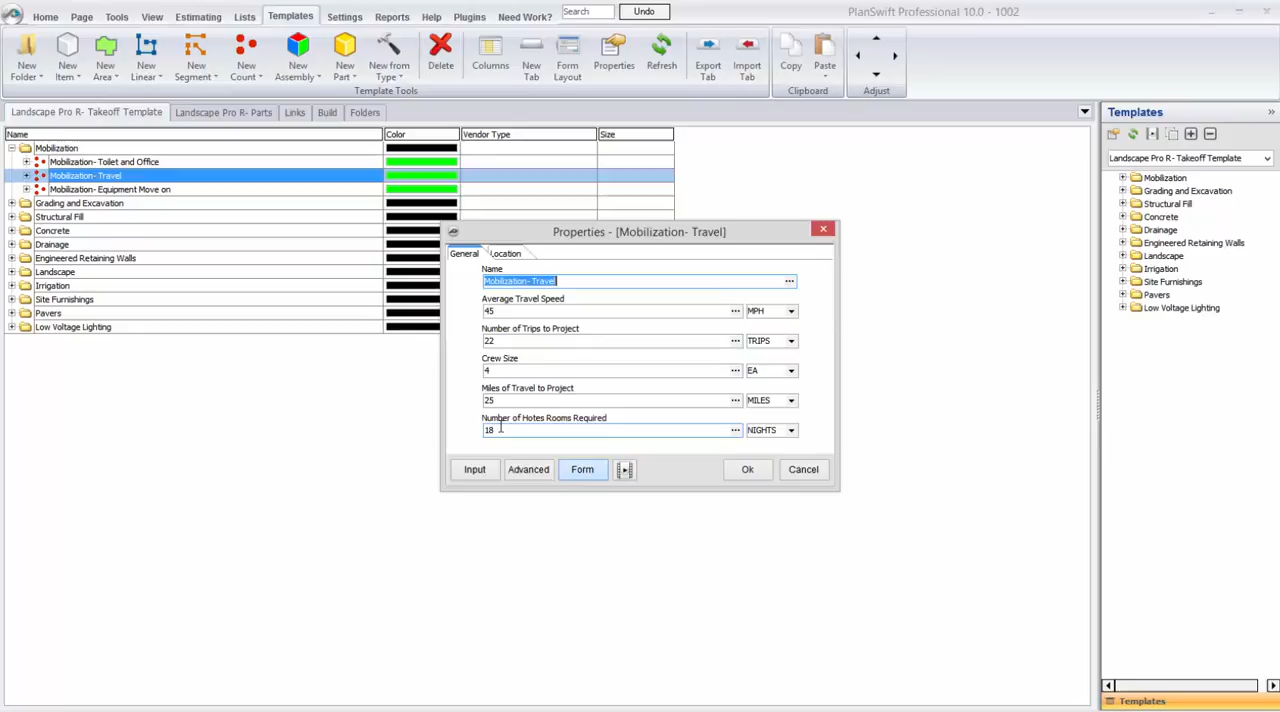 PlanSwift Professional 10.0 - 1002
Home Page Tools View Estimating Lists Templates Settings Reports Help Plugins Need Work? Search Undo
New Folder New Item New Area New Linear New Segment New Count New Assembly New Part New from Type Delete Columns New Tab Form Layout Properties Refresh Export Tab Import Tab Copy Paste
Template Tools Clipboard Adjust
Landscape Pro R- Takeoff Template Landscape Pro R- Parts Links Build Folders
Name Color Vendor Type Size
Mobilization
Mobilization- Toilet and Office
Mobilization- Travel
Mobilization- Equipment Move on
Grading and Excavation
Structural Fill
Concrete
Drainage
Engineered Retaining Walls
Landscape
Irrigation
Site Furnishings
Pavers
Low Voltage Lighting
Properties - [Mobilization- Travel]
General Location
Name
Mobilization- Travel
Average Travel Speed
45 MPH
Number of Trips to Project
22 TRIPS
Crew Size
4 EA
Miles of Travel to Project
25 MILES
Number of Hotes Rooms Required
18 NIGHTS
Input Advanced Form Ok Cancel
Templates
Landscape Pro R- Takeoff Template
Mobilization
Grading and Excavation
Structural Fill
Concrete
Drainage
Engineered Retaining Walls
Landscape
Irrigation
Site Furnishings
Pavers
Low Voltage Lighting
Templates